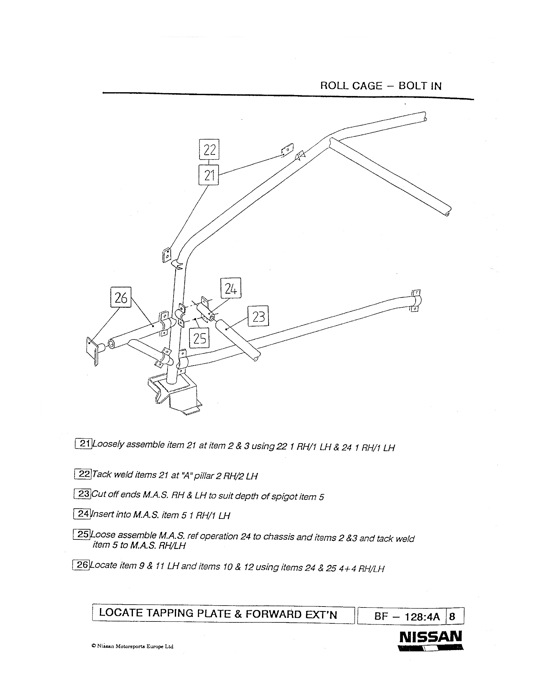 ROLL CAGE – BOLT IN
22
21
24
26
23
25
21 Loosely assemble item 21 at item 2 & 3 using 22 1 RH/1 LH & 24 1 RH/1 LH
22 Tack weld items 21 at "A" pillar 2 RH/2 LH
23 Cut off ends M.A.S. RH & LH to suit depth of spigot item 5
24 Insert into M.A.S. item 5 1 RH/1 LH
25 Loose assemble M.A.S. ref operation 24 to chassis and items 2 &3 and tack weld
item 5 to M.A.S. RH/LH
26 Locate item 9 & 11 LH and items 10 & 12 using items 24 & 25 4+4 RH/LH
LOCATE TAPPING PLATE & FORWARD EXT'N
BF – 128:4A 8
NISSAN
© Nissan Motorsports Europe Ltd